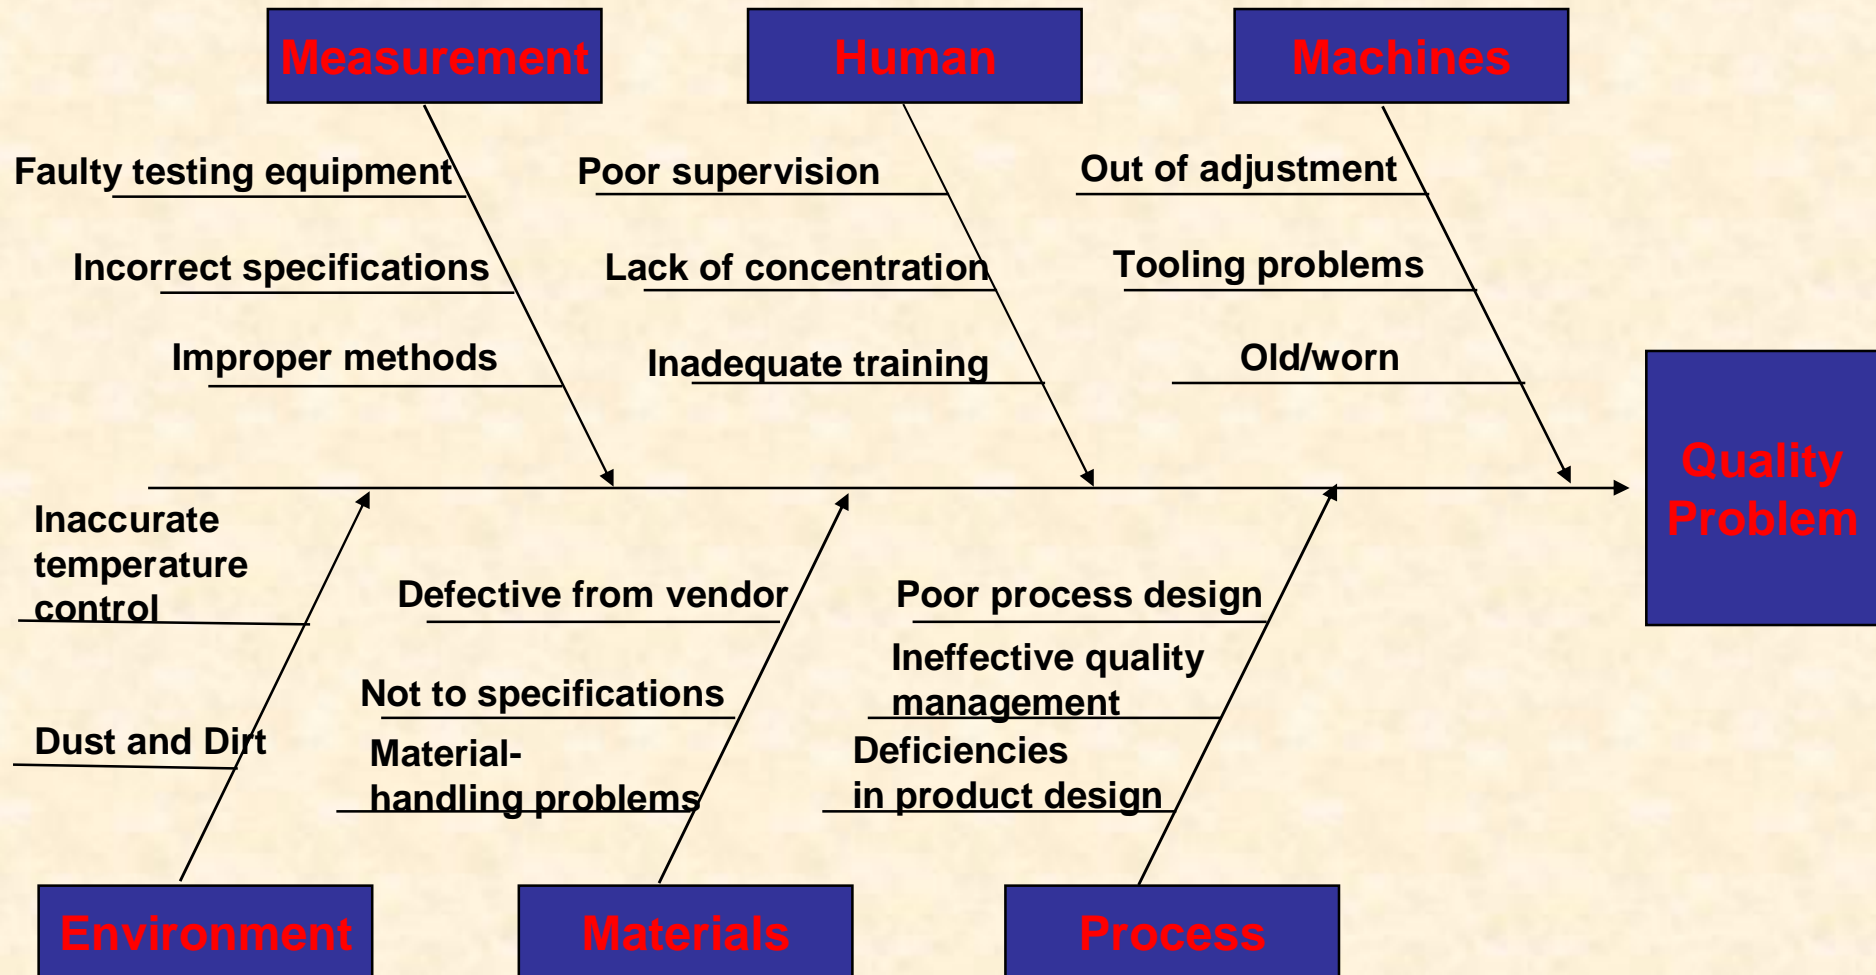 Measurement
Human
Machines
Faulty testing equipment
Poor supervision
Out of adjustment
Incorrect specifications
Lack of concentration
Tooling problems
Improper methods
Inadequate training
Old/worn
Quality
Problem
Inaccurate
temperature
control
Defective from vendor
Poor process design
Ineffective quality
management
Not to specifications
Dust and Dirt
Material-
handling problems
Deficiencies
in product design
Environment
Materials
Process